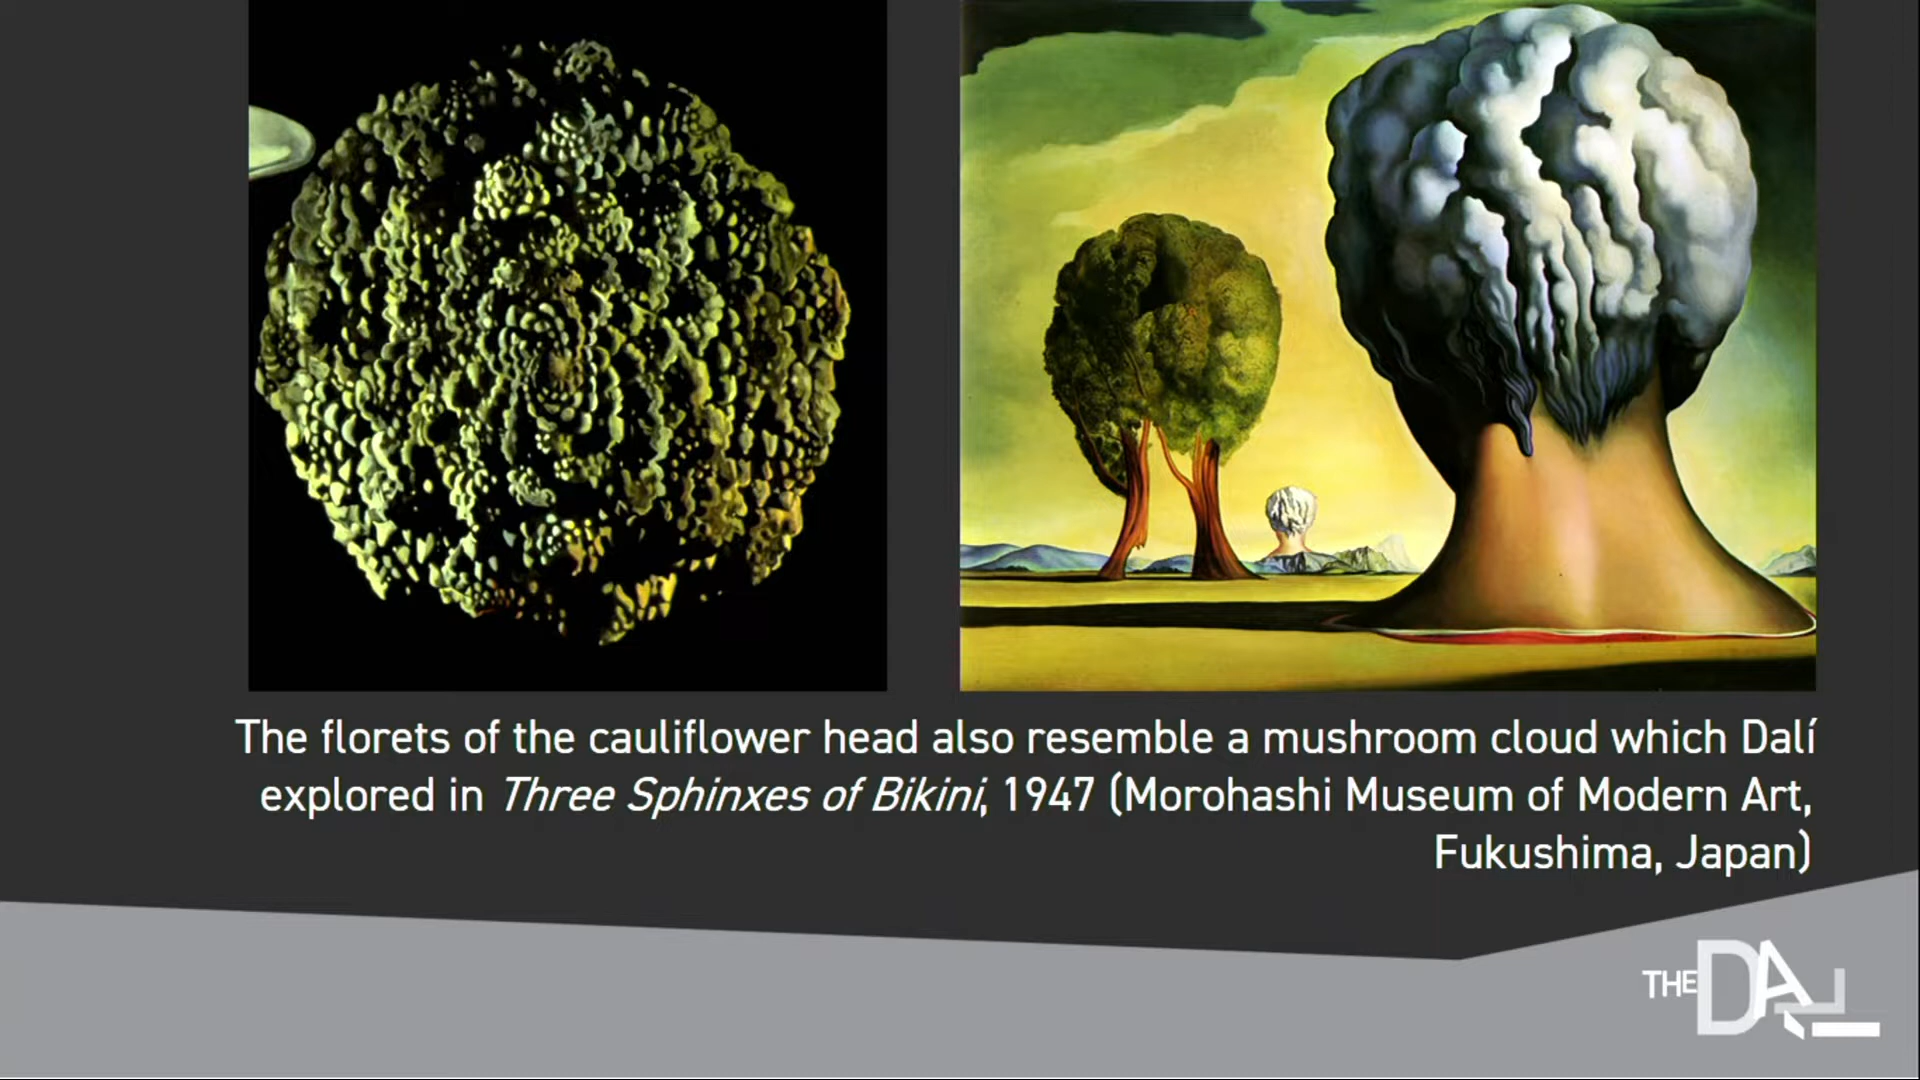 The florets of the cauliflower head also resemble a mushroom cloud which Dalí
explored in Three Sphinxes of Bikini, 1947 (Morohashi Museum of Modern Art,
Fukushima, Japan)
THE DALÍ